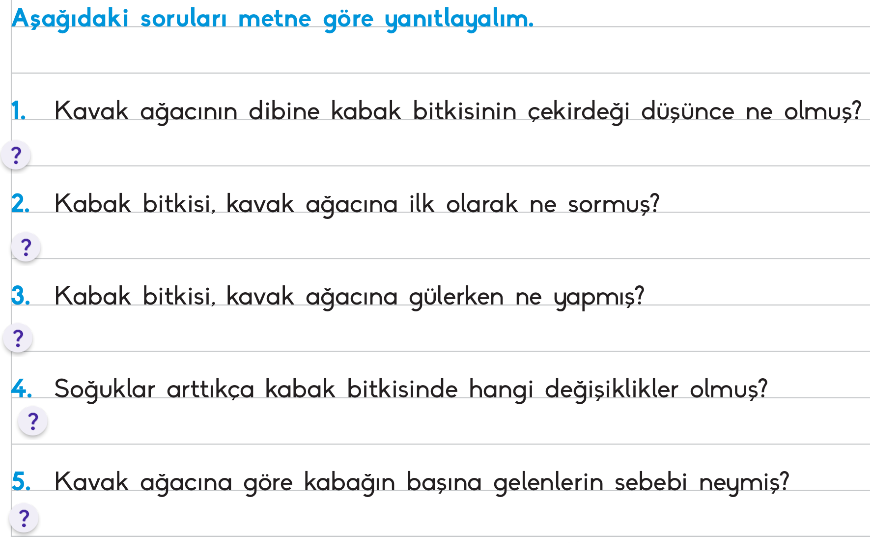 Aşağıdaki soruları metne göre yanıtlayalım.
1. Kavak ağacının dibine kabak bitkisinin çekirdeği düşünce ne olmuş?
?
2. Kabak bitkisi, kavak ağacına ilk olarak ne sormuş?
?
3. Kabak bitkisi, kavak ağacına gülerken ne yapmış?
?
4. Soğuklar arttıkça kabak bitkisinde hangi değişiklikler olmuş?
?
5. Kavak ağacına göre kabağın başına gelenlerin sebebi neymiş?
?